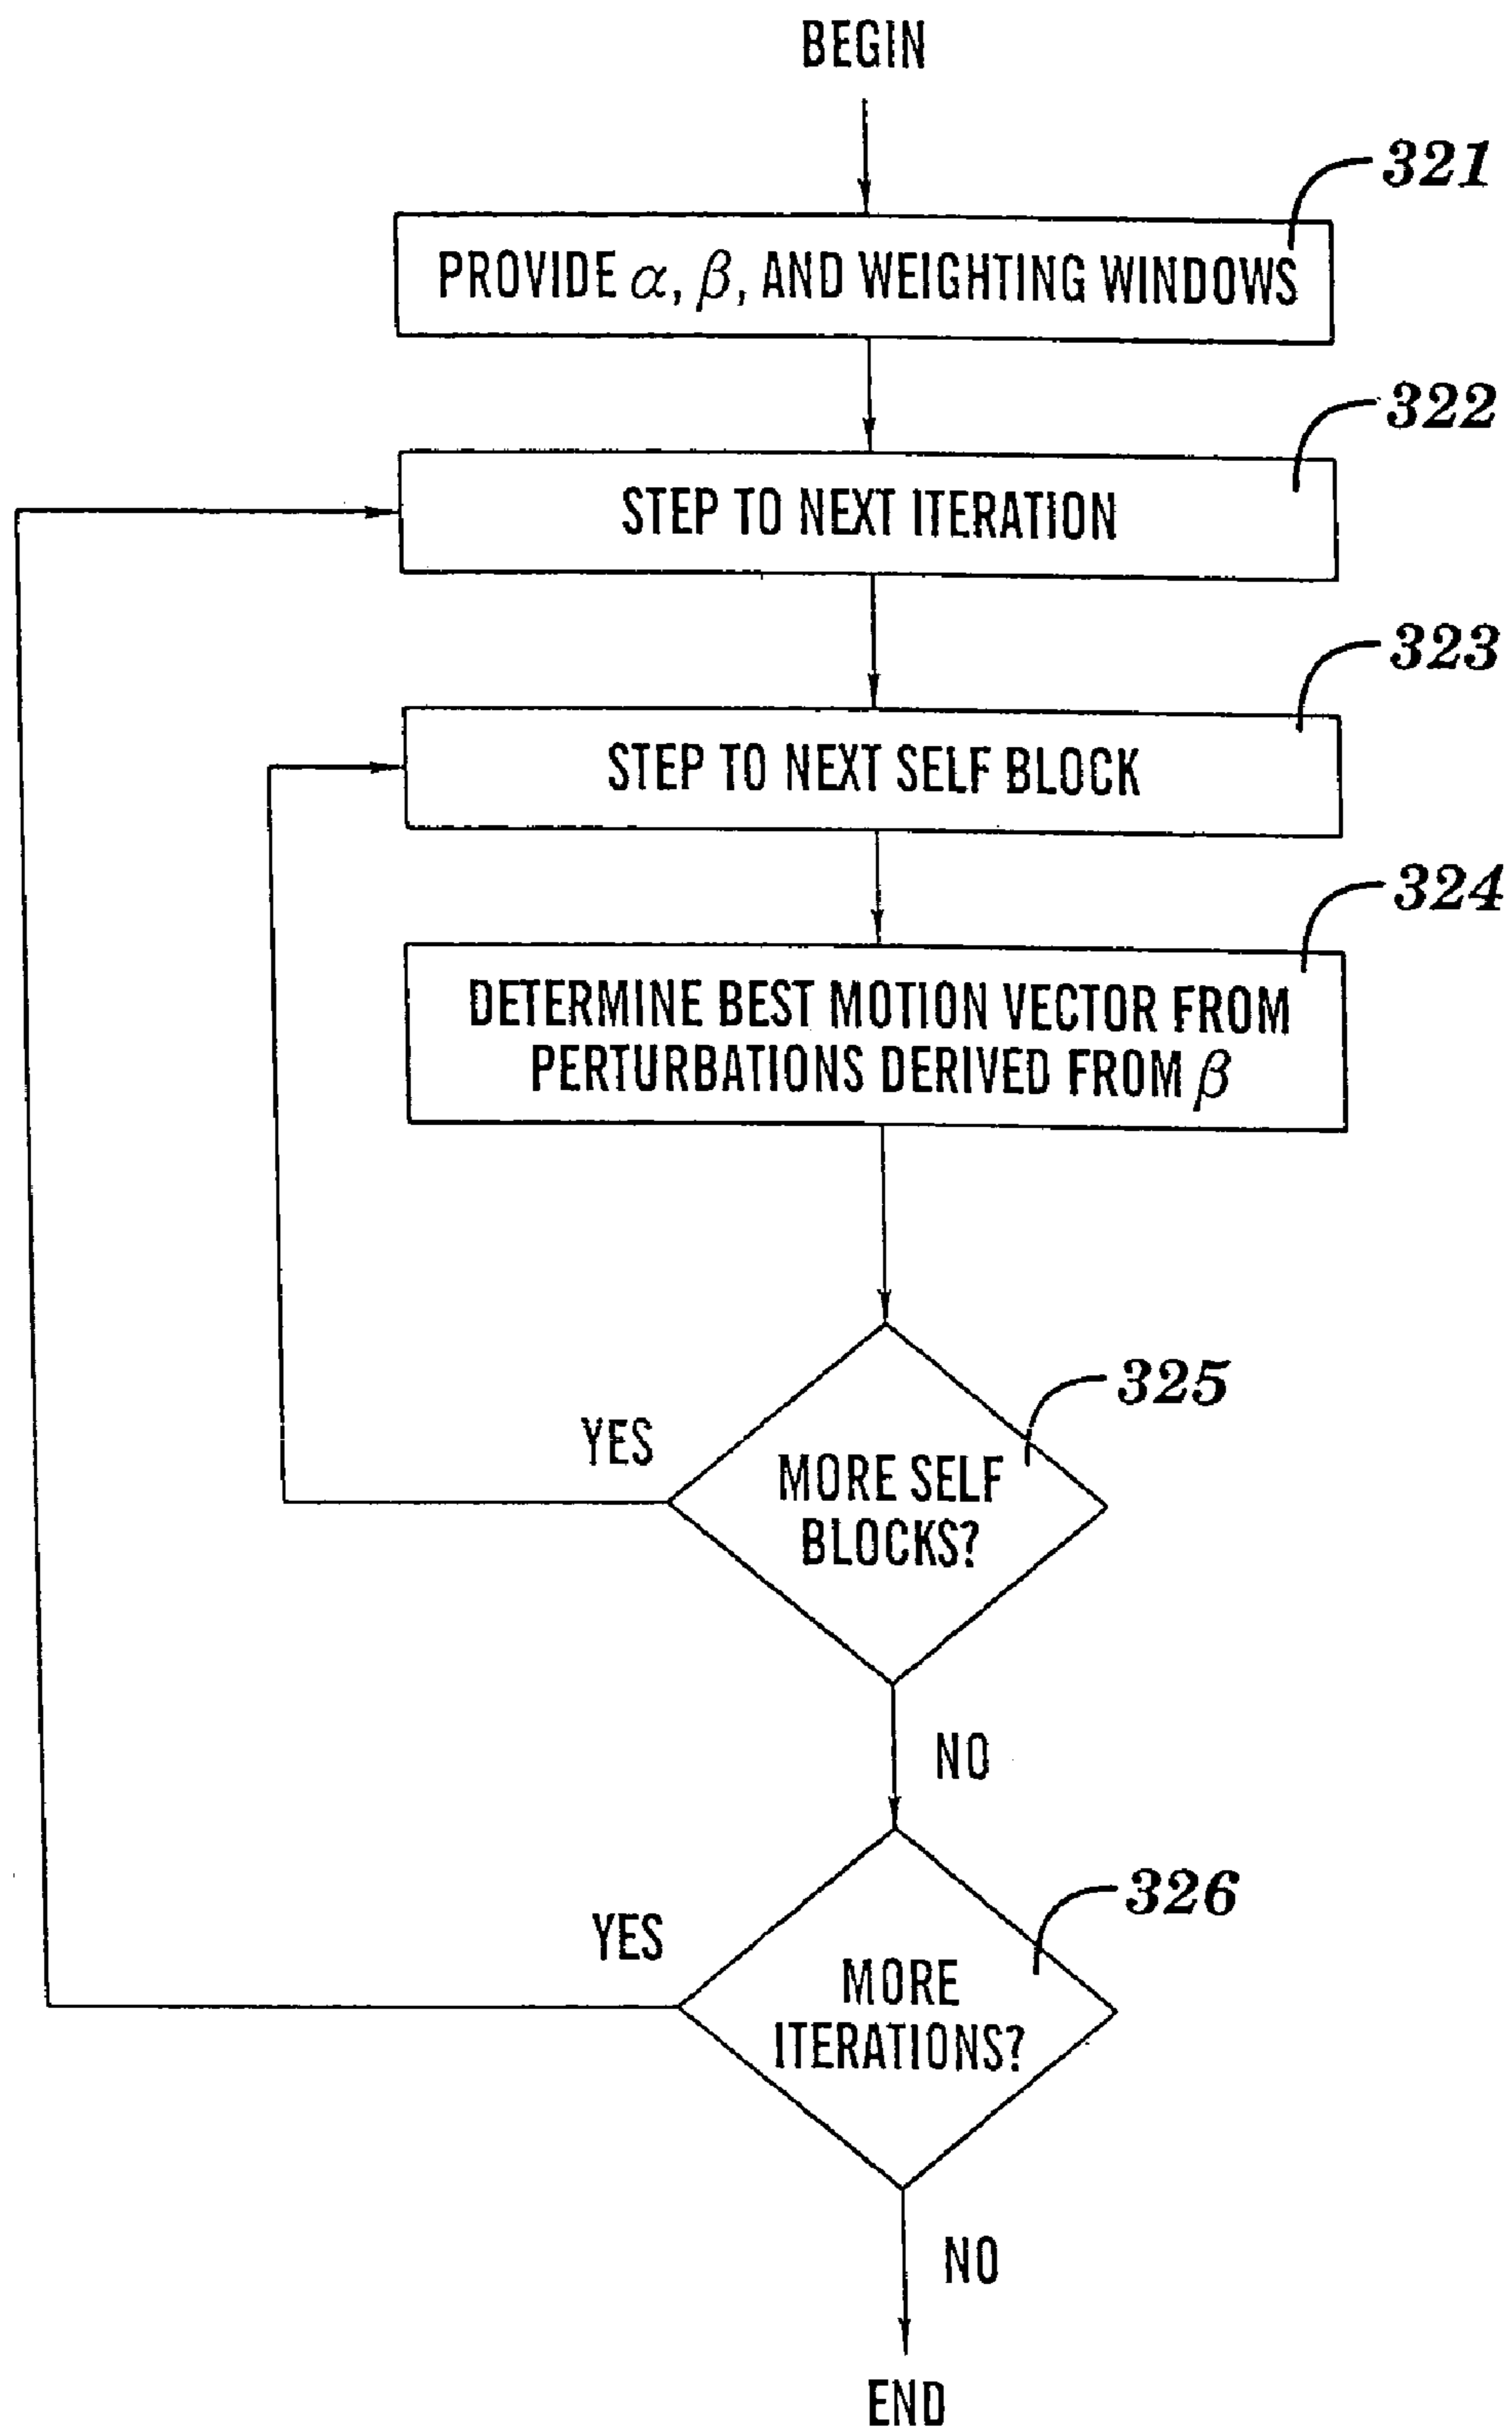 BEGIN
321
PROVIDE α, β, AND WEIGHTING WINDOWS
322
STEP TO NEXT ITERATION
323
STEP TO NEXT SELF BLOCK
324
DETERMINE BEST MOTION VECTOR FROM
PERTURBATIONS DERIVED FROM β
325
YES
MORE SELF
BLOCKS?
NO
326
YES
MORE
ITERATIONS?
NO
END